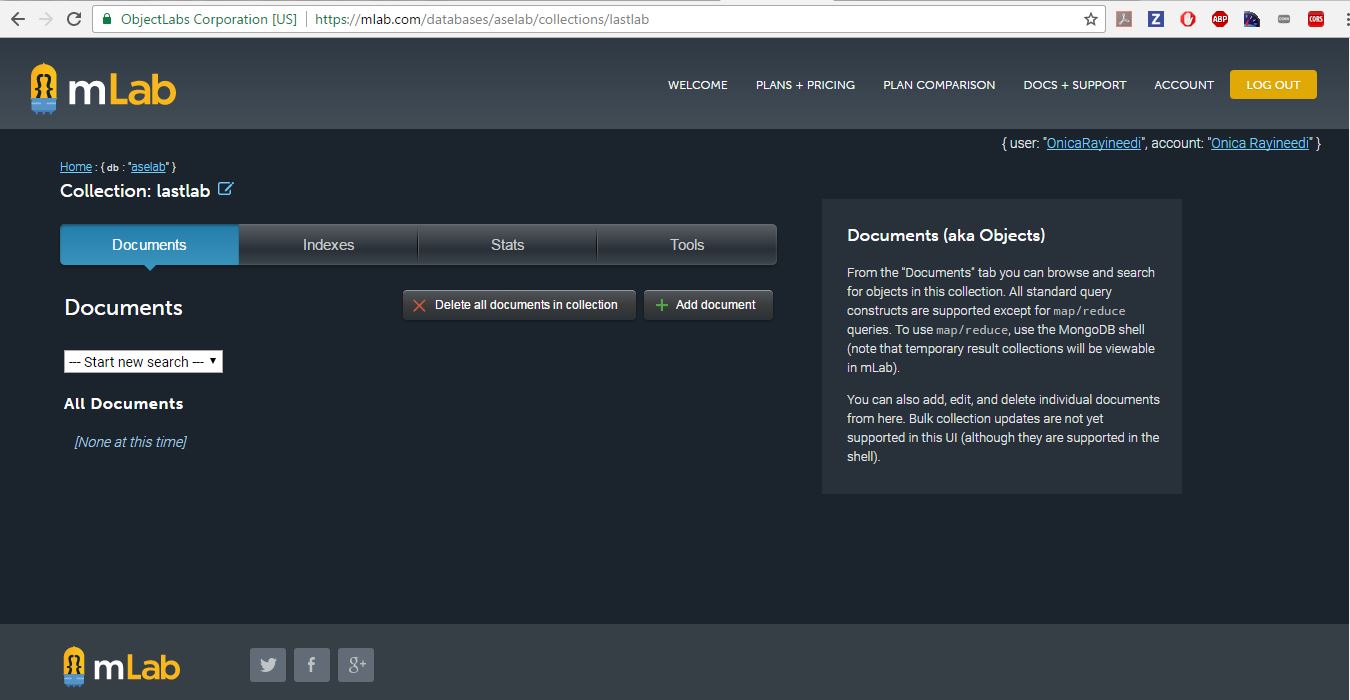 ObjectLabs Corporation [US] https://mlab.com/databases/aselab/collections/lastlab
Z ABP CORS
mLab
WELCOME PLANS + PRICING PLAN COMPARISON DOCS + SUPPORT ACCOUNT LOG OUT
{ user: "OnicaRayineedi", account: "Onica Rayineedi" }
Home : { db : "aselab" }
Collection: lastlab
Documents Indexes Stats Tools
Documents
Delete all documents in collection Add document
--- Start new search ---
All Documents
[None at this time]
Documents (aka Objects)
From the "Documents" tab you can browse and search
for objects in this collection. All standard query
constructs are supported except for map/reduce
queries. To use map/reduce, use the MongoDB shell
(note that temporary result collections will be viewable
in mLab).
You can also add, edit, and delete individual documents
from here. Bulk collection updates are not yet
supported in this UI (although they are supported in the
shell).
mLab
f g+